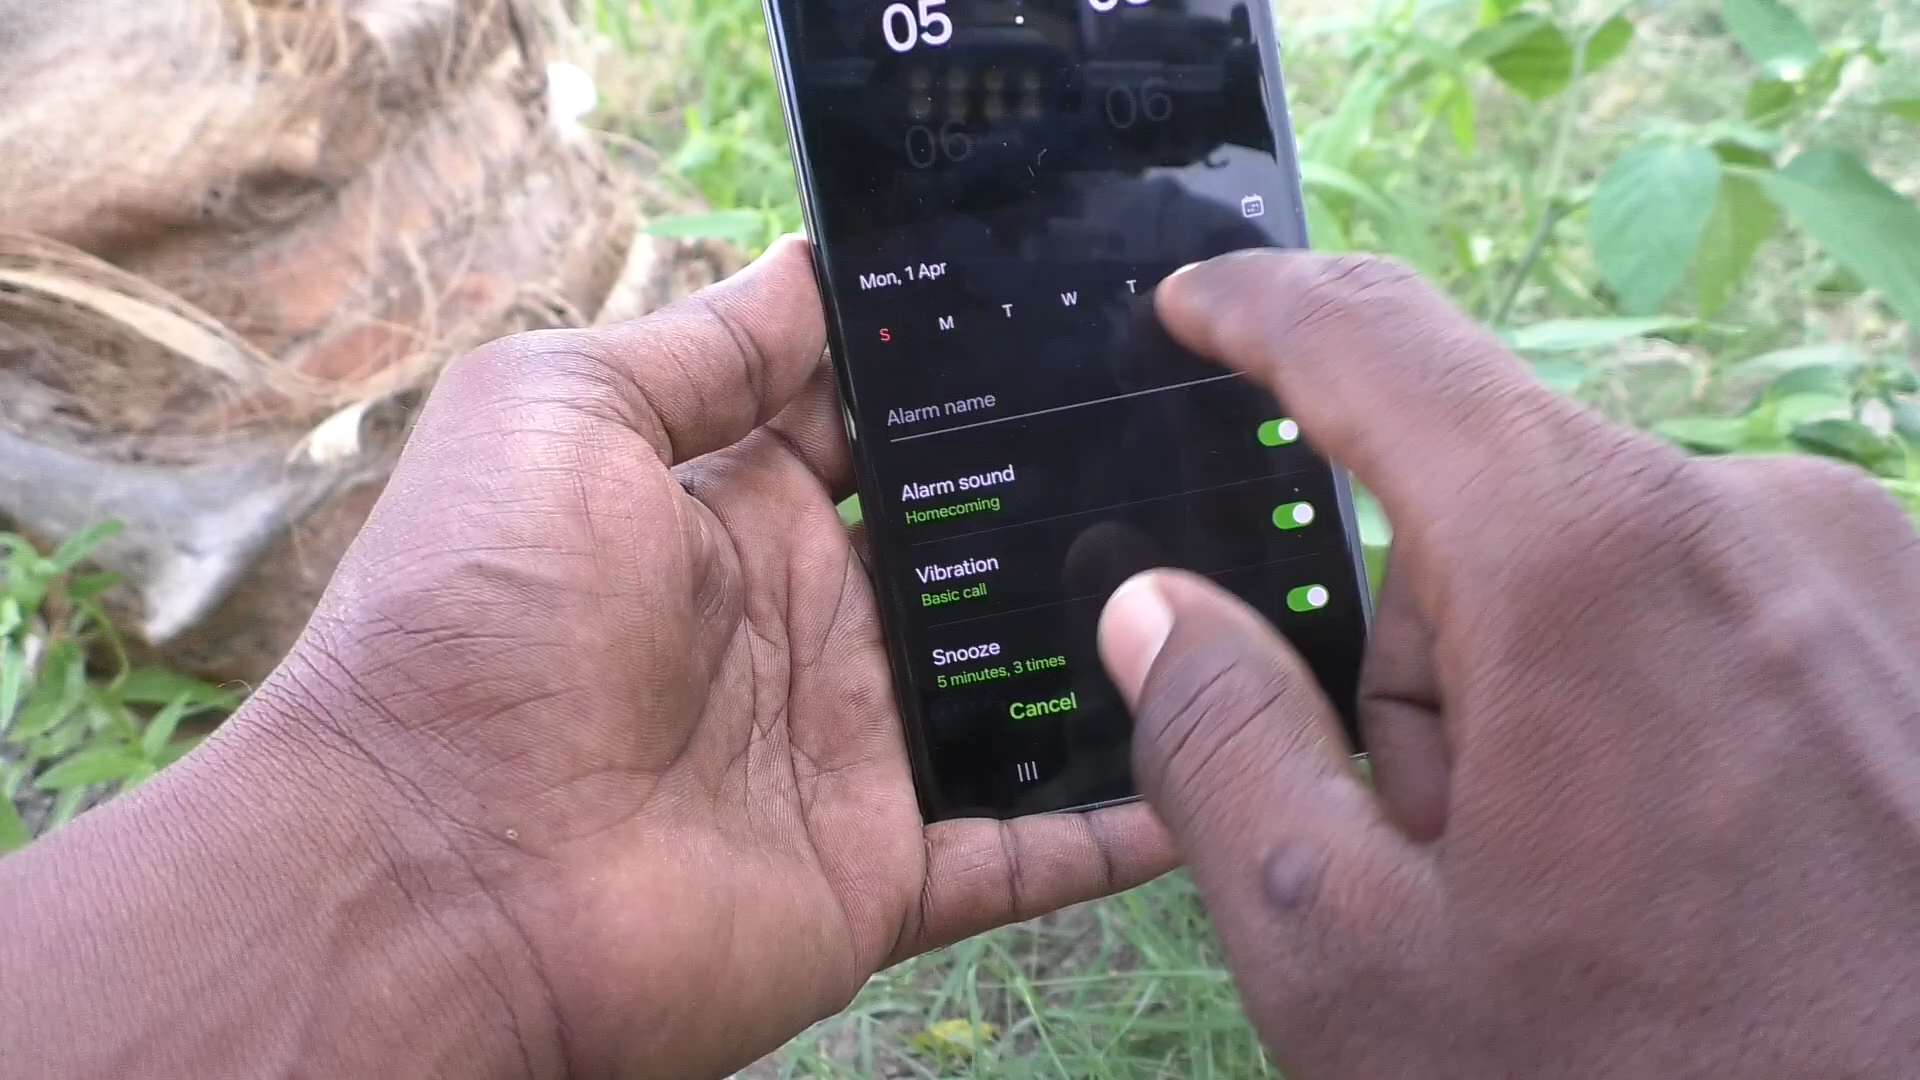 05 :
06 06
Mon, 1 Apr
S M T W T
Alarm name
Alarm sound
Homecoming
Vibration
Basic call
Snooze
5 minutes, 3 times
Cancel